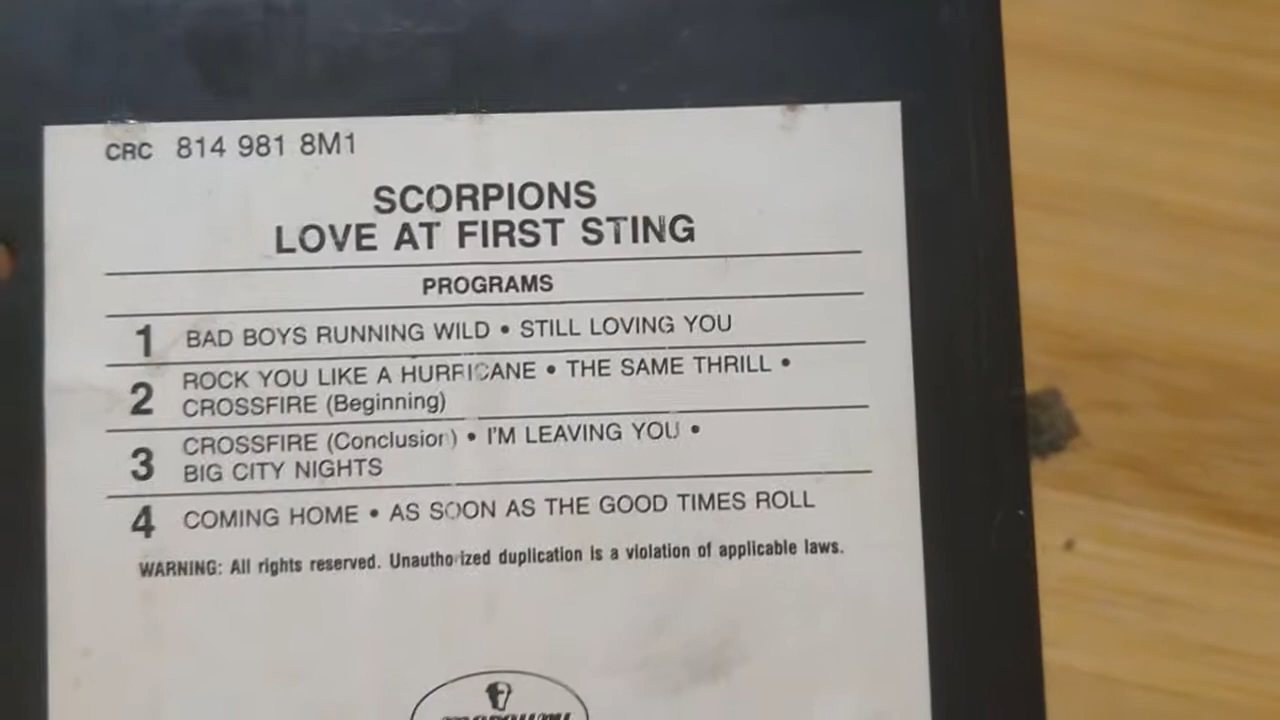 CRC 814 981 8M1
SCORPIONS
LOVE AT FIRST STING
PROGRAMS
1 BAD BOYS RUNNING WILD • STILL LOVING YOU
2 ROCK YOU LIKE A HURRICANE • THE SAME THRILL •
CROSSFIRE (Beginning)
3 CROSSFIRE (Conclusion) • I'M LEAVING YOU •
BIG CITY NIGHTS
4 COMING HOME • AS SOON AS THE GOOD TIMES ROLL
WARNING: All rights reserved. Unauthorized duplication is a violation of applicable laws.